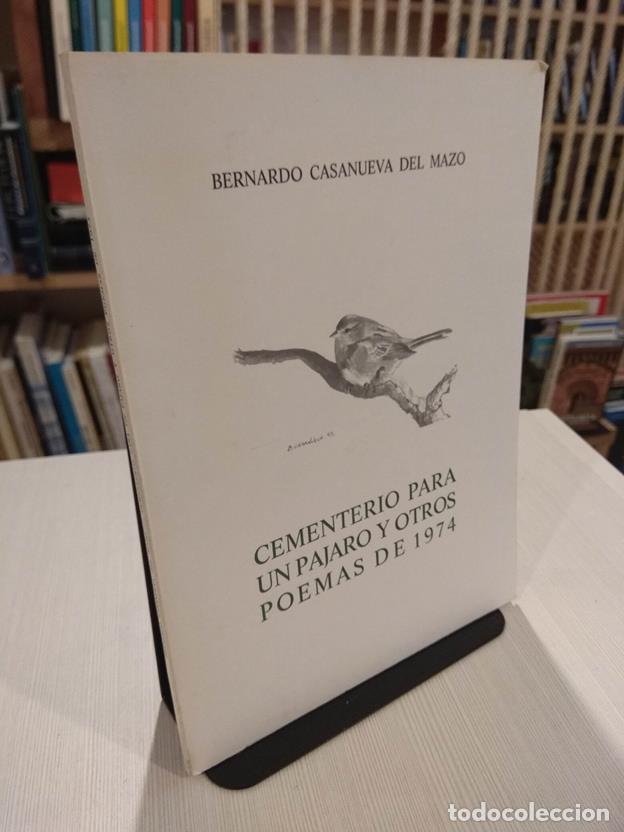 BERNARDO CASANUEVA DEL MAZO
CEMENTERIO PARA
UN PAJARO Y OTROS
POEMAS DE 1974
todocoleccion